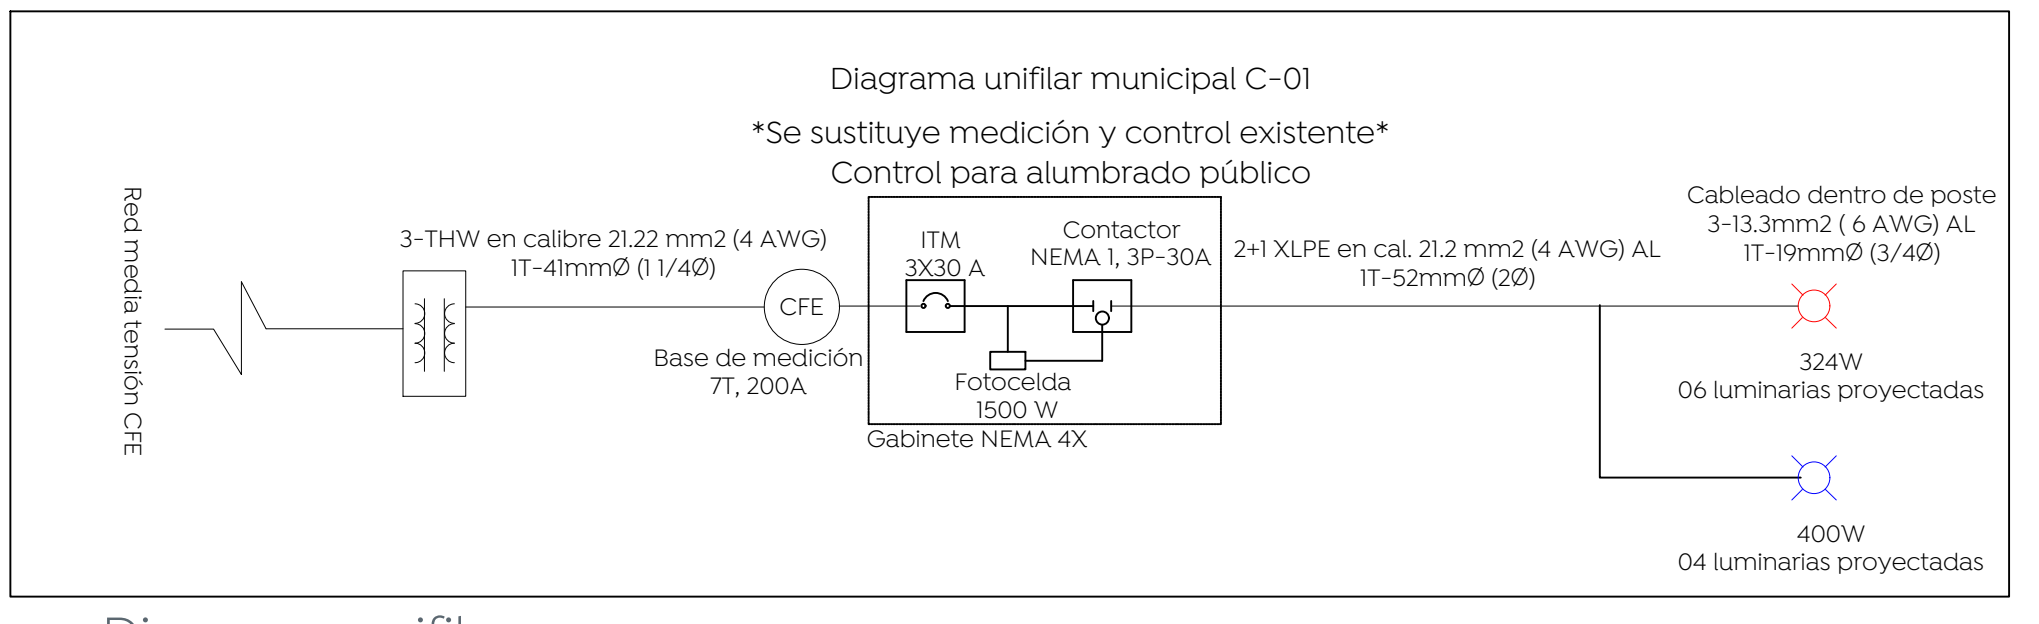 Diagrama unifilar municipal C-01
*Se sustituye medición y control existente*
Control para alumbrado público
Red media tensión CFE
3-THW en calibre 21.22 mm2 (4 AWG)
1T-41mmØ (1 1/4Ø)
CFE
Base de medición
7T, 200A
ITM
3X30 A
Contactor
NEMA 1, 3P-30A
Fotocelda
1500 W
Gabinete NEMA 4X
2+1 XLPE en cal. 21.2 mm2 (4 AWG) AL
1T-52mmØ (2Ø)
Cableado dentro de poste
3-13.3mm2 ( 6 AWG) AL
1T-19mmØ (3/4Ø)
324W
06 luminarias proyectadas
400W
04 luminarias proyectadas